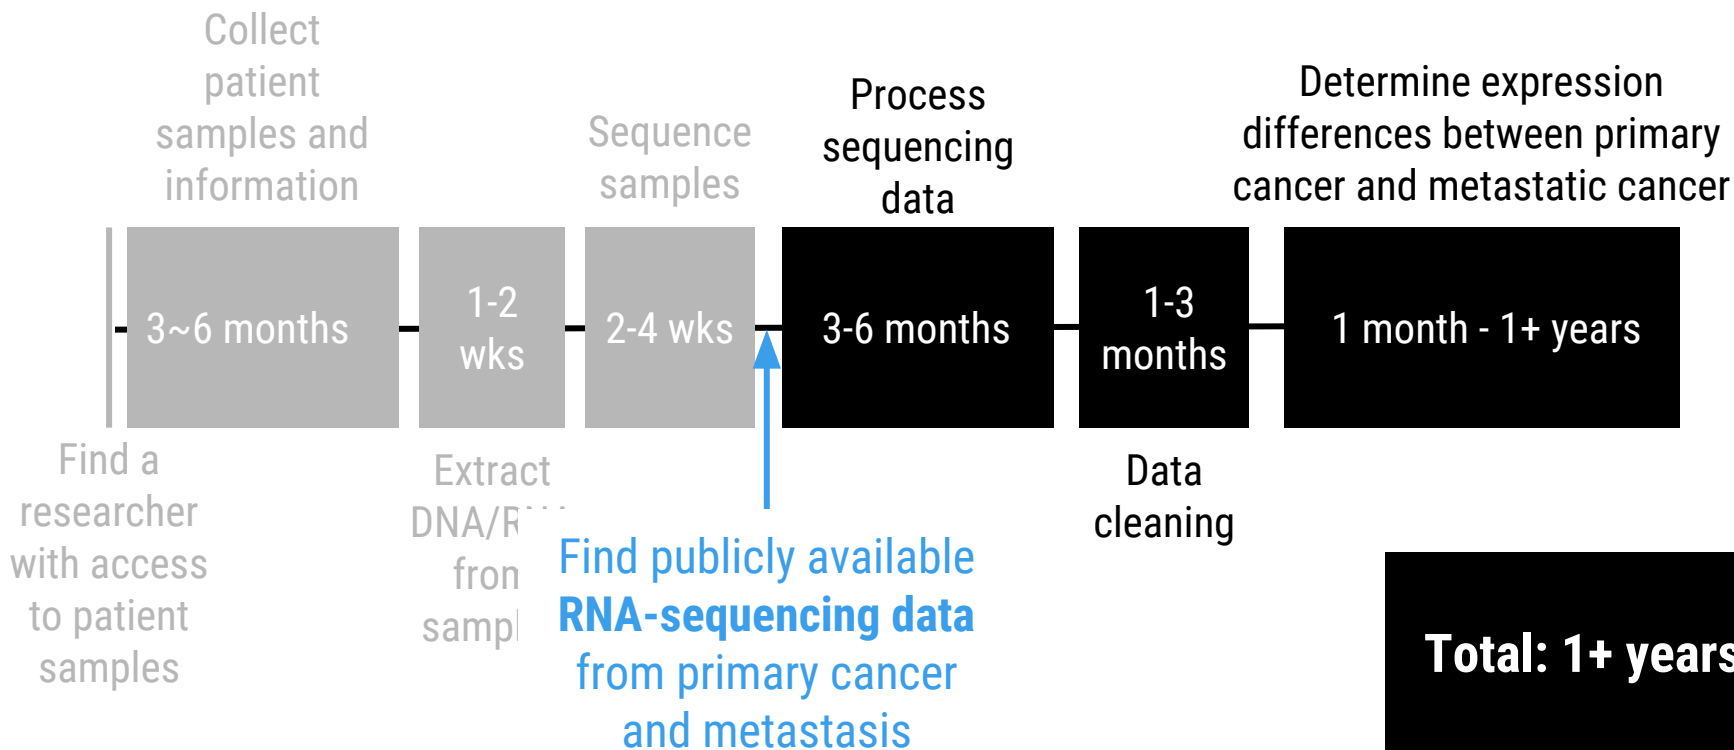 Collect
patient
samples and
information
Sequence
samples
Process
sequencing
data
Determine expression
differences between primary
cancer and metastatic cancer
3~6 months
1-2
wks
2-4 wks
3-6 months
1-3
months
1 month - 1+ years
Find a
researcher
with access
to patient
samples
Extract
from
Data
cleaning
Find publicly available
RNA-sequencing data
from primary cancer
and metastasis
Total: 1+ years